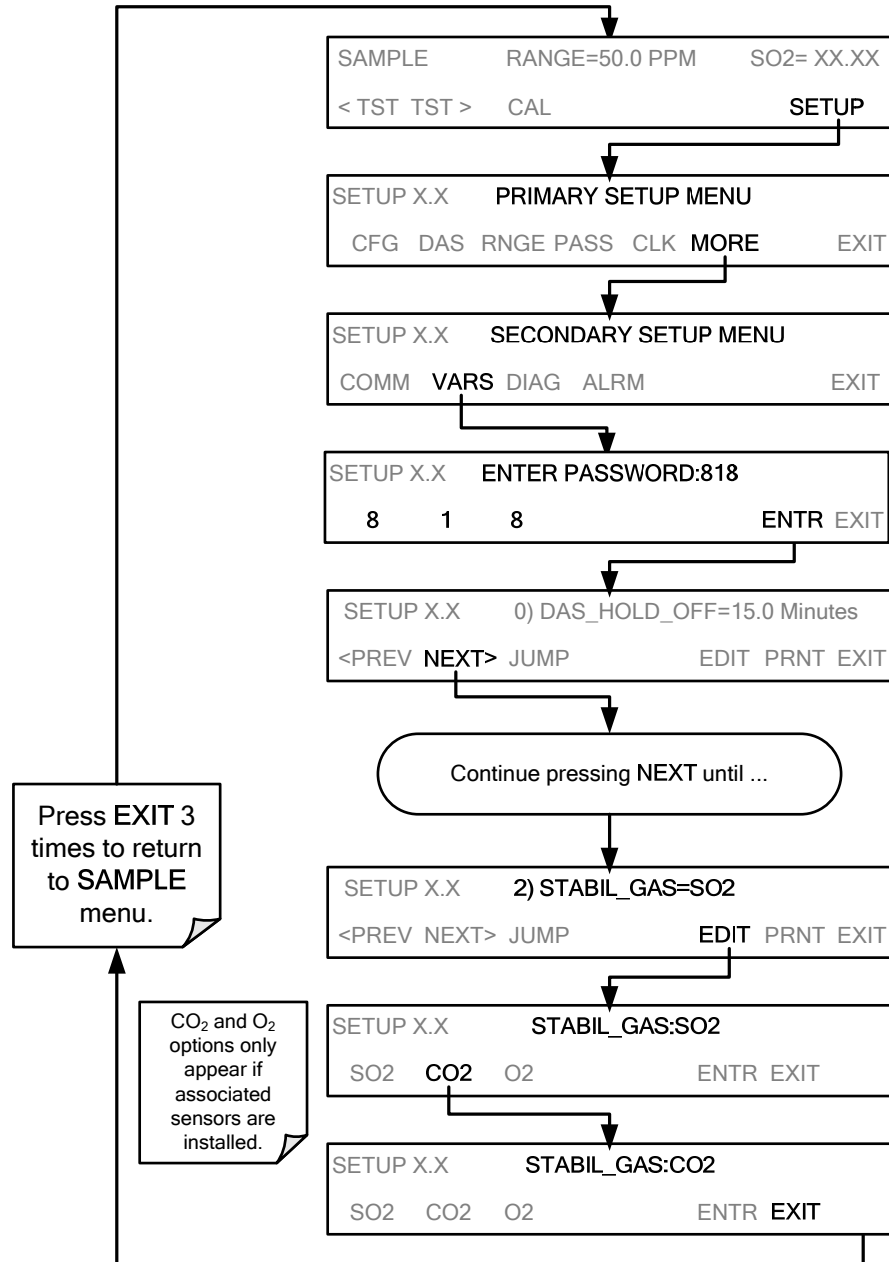 SAMPLE RANGE=50.0 PPM SO2= XX.XX
< TST TST > CAL SETUP
SETUP X.X PRIMARY SETUP MENU
CFG DAS RNGE PASS CLK MORE EXIT
SETUP X.X SECONDARY SETUP MENU
COMM VARS DIAG ALRM EXIT
SETUP X.X ENTER PASSWORD:818
8 1 8 ENTR EXIT
SETUP X.X 0) DAS_HOLD_OFF=15.0 Minutes
<PREV NEXT> JUMP EDIT PRNT EXIT
Continue pressing NEXT until ...
SETUP X.X 2) STABIL_GAS=SO2
<PREV NEXT> JUMP EDIT PRNT EXIT
SETUP X.X STABIL_GAS:SO2
SO2 CO2 O2 ENTR EXIT
SETUP X.X STABIL_GAS:CO2
SO2 CO2 O2 ENTR EXIT
Press EXIT 3
times to return
to SAMPLE
menu.
CO₂ and O₂
options only
appear if
associated
sensors are
installed.